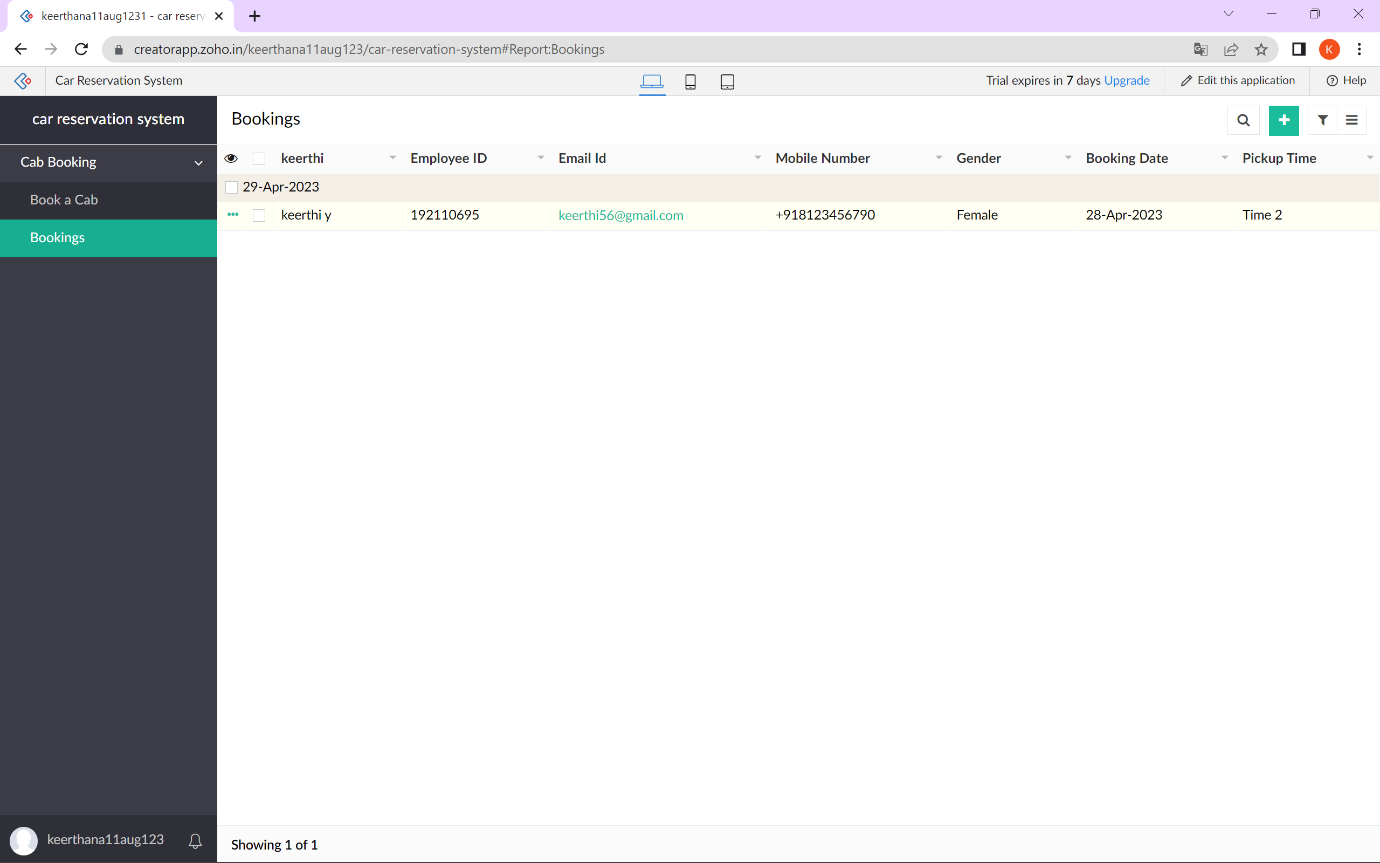 keerthana11aug1231 - car reserv
creatorapp.zoho.in/keerthana11aug123/car-reservation-system#Report:Bookings
K
Car Reservation System
Trial expires in 7 days Upgrade
Edit this application
Help
car reservation system
Bookings
Cab Booking
Book a Cab
Bookings
keerthi Employee ID Email Id Mobile Number Gender Booking Date Pickup Time
29-Apr-2023
keerthi y 192110695 keerthi56@gmail.com +918123456790 Female 28-Apr-2023 Time 2
keerthana11aug123
Showing 1 of 1